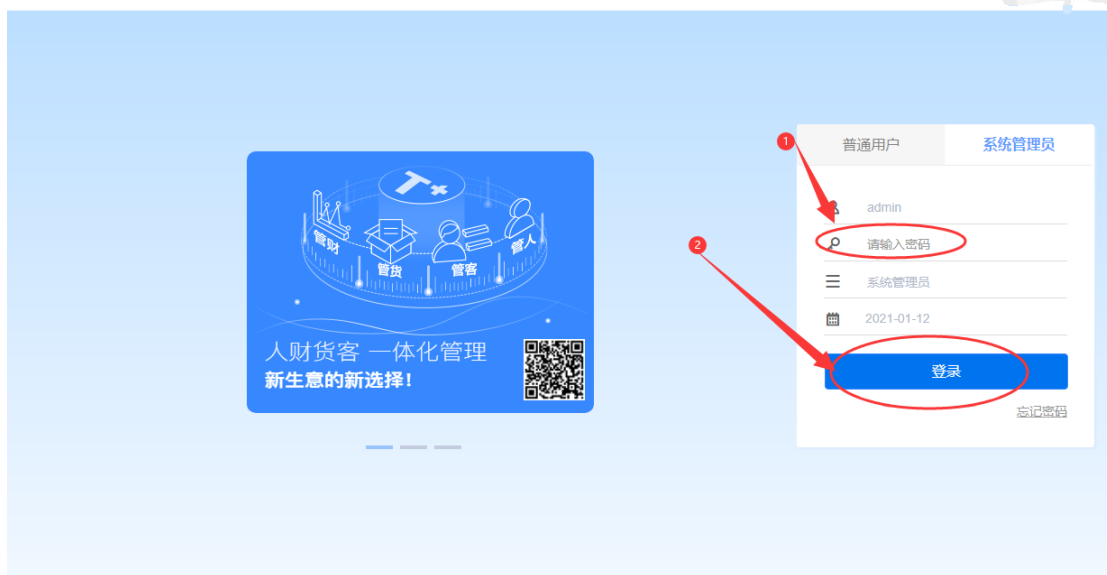 T+
管财
管货
管客
管人
人财货客 一体化管理
新生意的新选择!
1
普通用户
系统管理员
admin
2
请输入密码
系统管理员
2021-01-12
登录
忘记密码